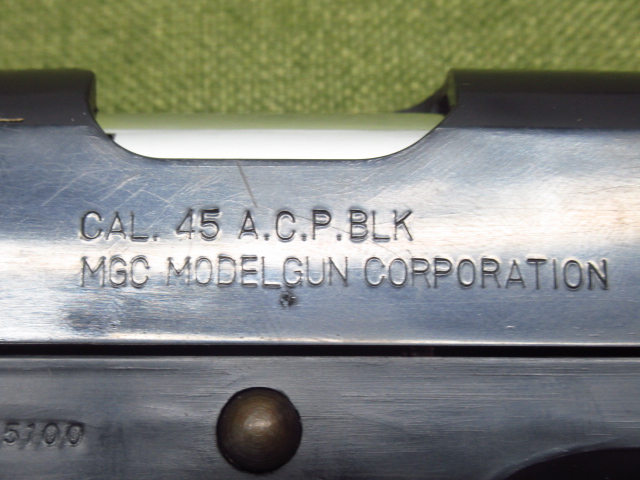 CAL. 45 A.C.P.BLK
MGC MODELGUN CORPORATION
5100